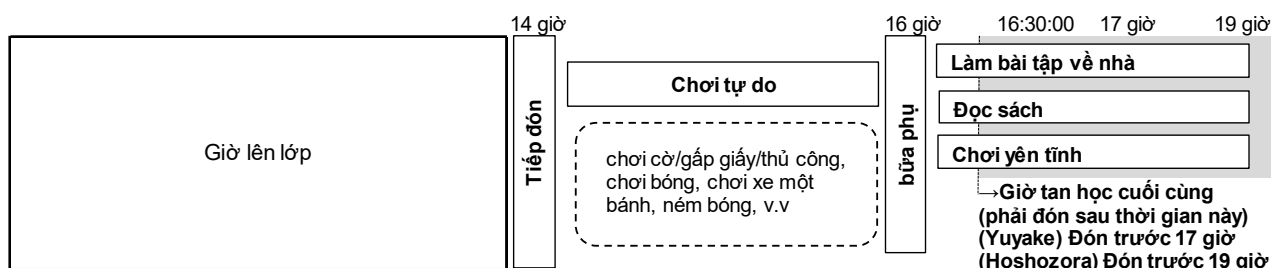 14 giờ
16 giờ
16:30:00
17 giờ
19 giờ
Giờ lên lớp
Tiếp đón
Chơi tự do
chơi cờ/gấp giấy/thủ công,
chơi bóng, chơi xe một
bánh, ném bóng, v.v
bữa phụ
Làm bài tập về nhà
Đọc sách
Chơi yên tĩnh
→Giờ tan học cuối cùng
(phải đón sau thời gian này)
(Yuyake) Đón trước 17 giờ
(Hoshozora) Đón trước 19 giờ